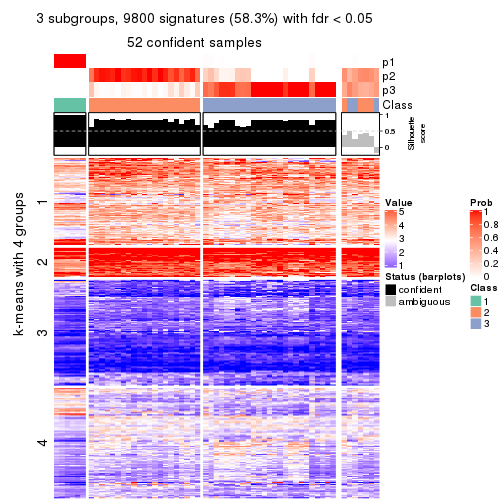 3 subgroups, 9800 signatures (58.3%) with fdr < 0.05
52 confident samples
p1
p2
p3
Class
1
0.5
0
Silhouette
score
k-means with 4 groups
1
2
3
4
Value
5
4
3
2
1
Status (barplots)
confident
ambiguous
Prob
1
0.8
0.6
0.4
0.2
0
Class
1
2
3